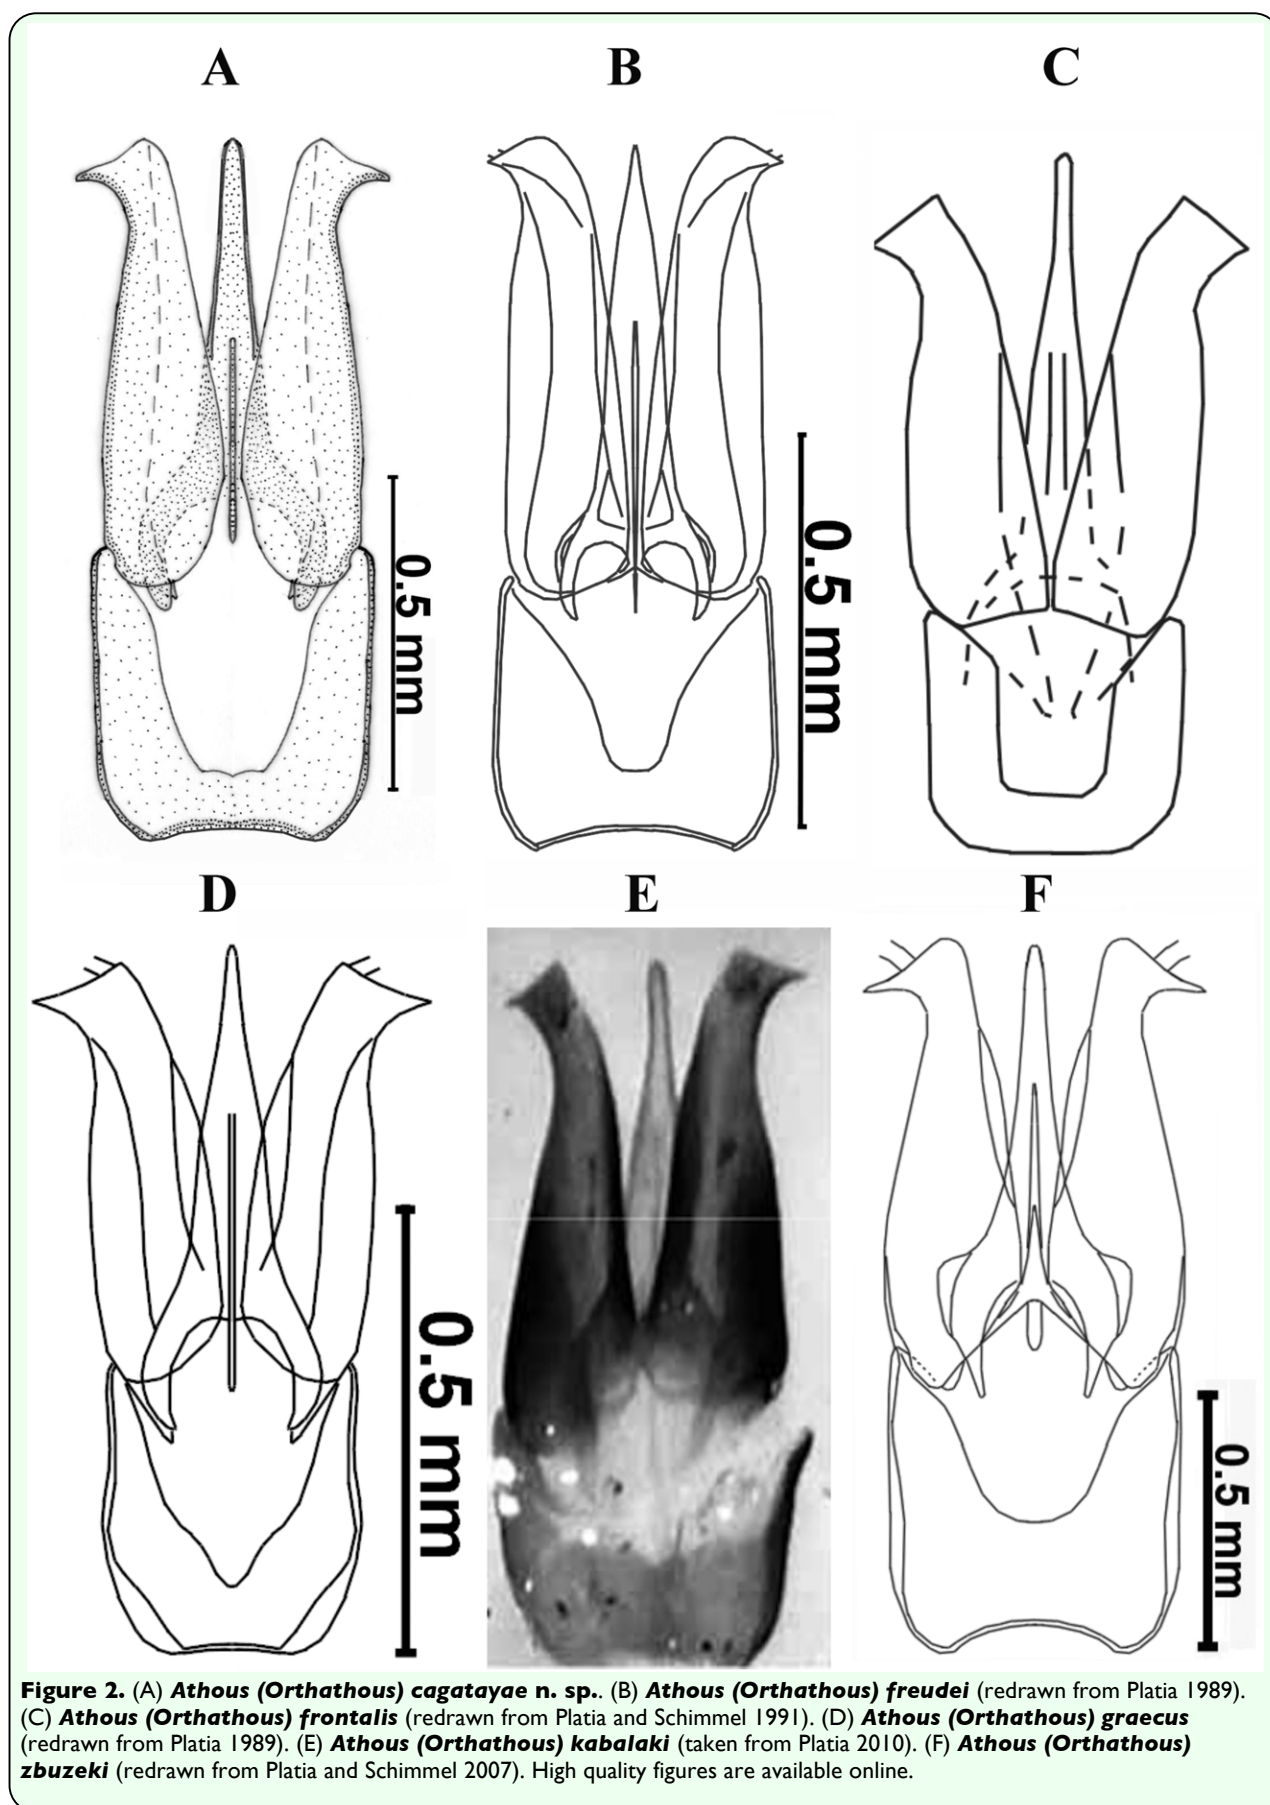 A B C
0.5 mm
0.5 mm
D E F
0.5 mm
0.5 mm
Figure 2. (A) Athous (Orthathous) cagatayae n. sp.. (B) Athous (Orthathous) freudei (redrawn from Platia 1989).
(C) Athous (Orthathous) frontalis (redrawn from Platia and Schimmel 1991). (D) Athous (Orthathous) graecus
(redrawn from Platia 1989). (E) Athous (Orthathous) kabalaki (taken from Platia 2010). (F) Athous (Orthathous)
zbuzeki (redrawn from Platia and Schimmel 2007). High quality figures are available online.